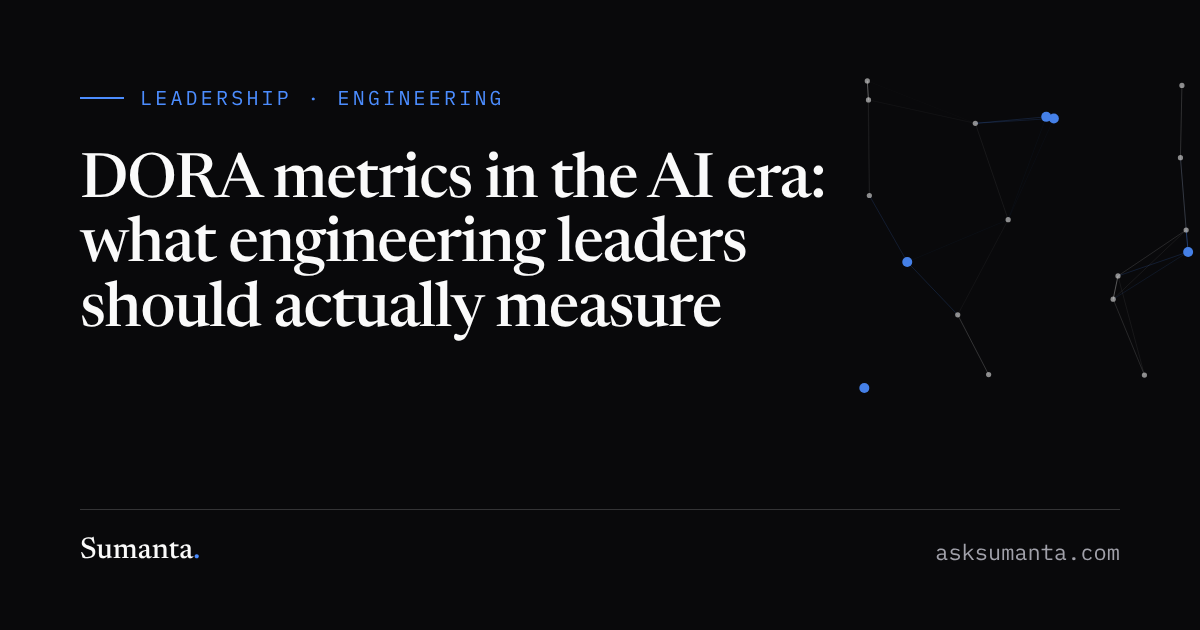 LEADERSHIP · ENGINEERING
DORA metrics in the AI era:
what engineering leaders
should actually measure
Sumanta.
asksumanta.com